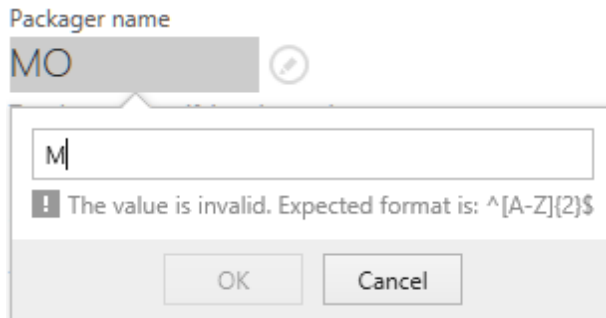 Packager name
MO
M
! The value is invalid. Expected format is: ^[A-Z]{2}$
OK
Cancel